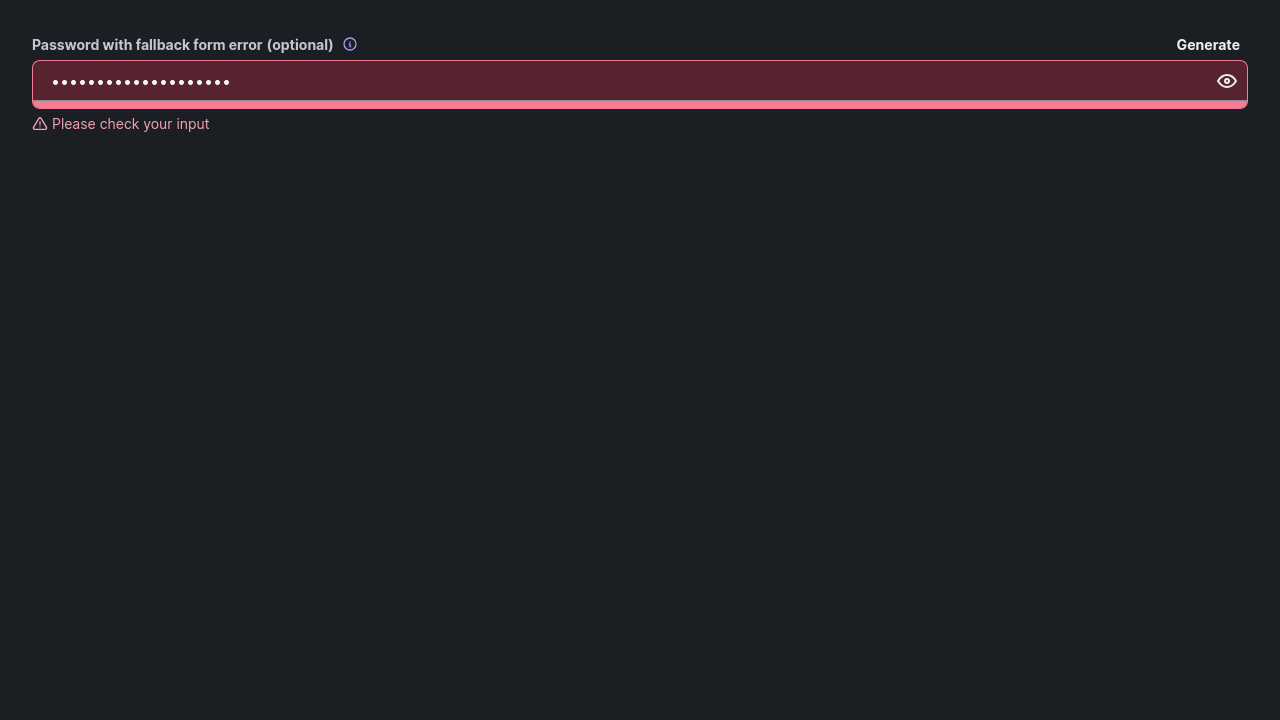 Password with fallback form error (optional)
Generate
•••••••••••••••••••• 
Please check your input